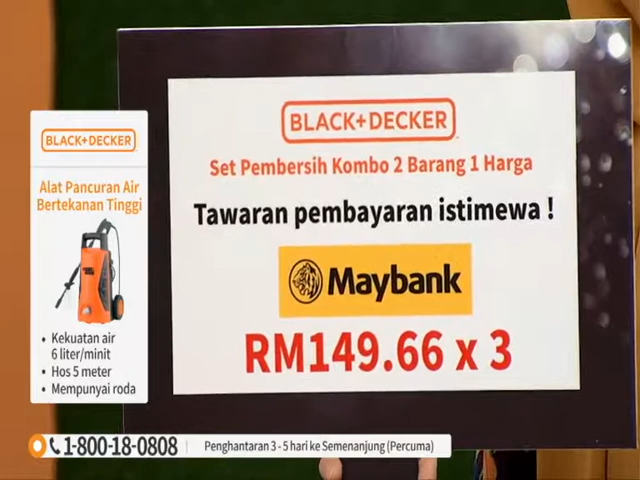 BLACK+DECKER
Set Pembersih Kombo 2 Barang 1 Harga
Tawaran pembayaran istimewa !
Maybank
RM149.66 x 3
BLACK+DECKER
Alat Pancuran Air
Bertekanan Tinggi
• Kekuatan air
6 liter/minit
• Hos 5 meter
• Mempunyai roda
1-800-18-0808
Penghantaran 3 - 5 hari ke Semenanjung (Percuma)